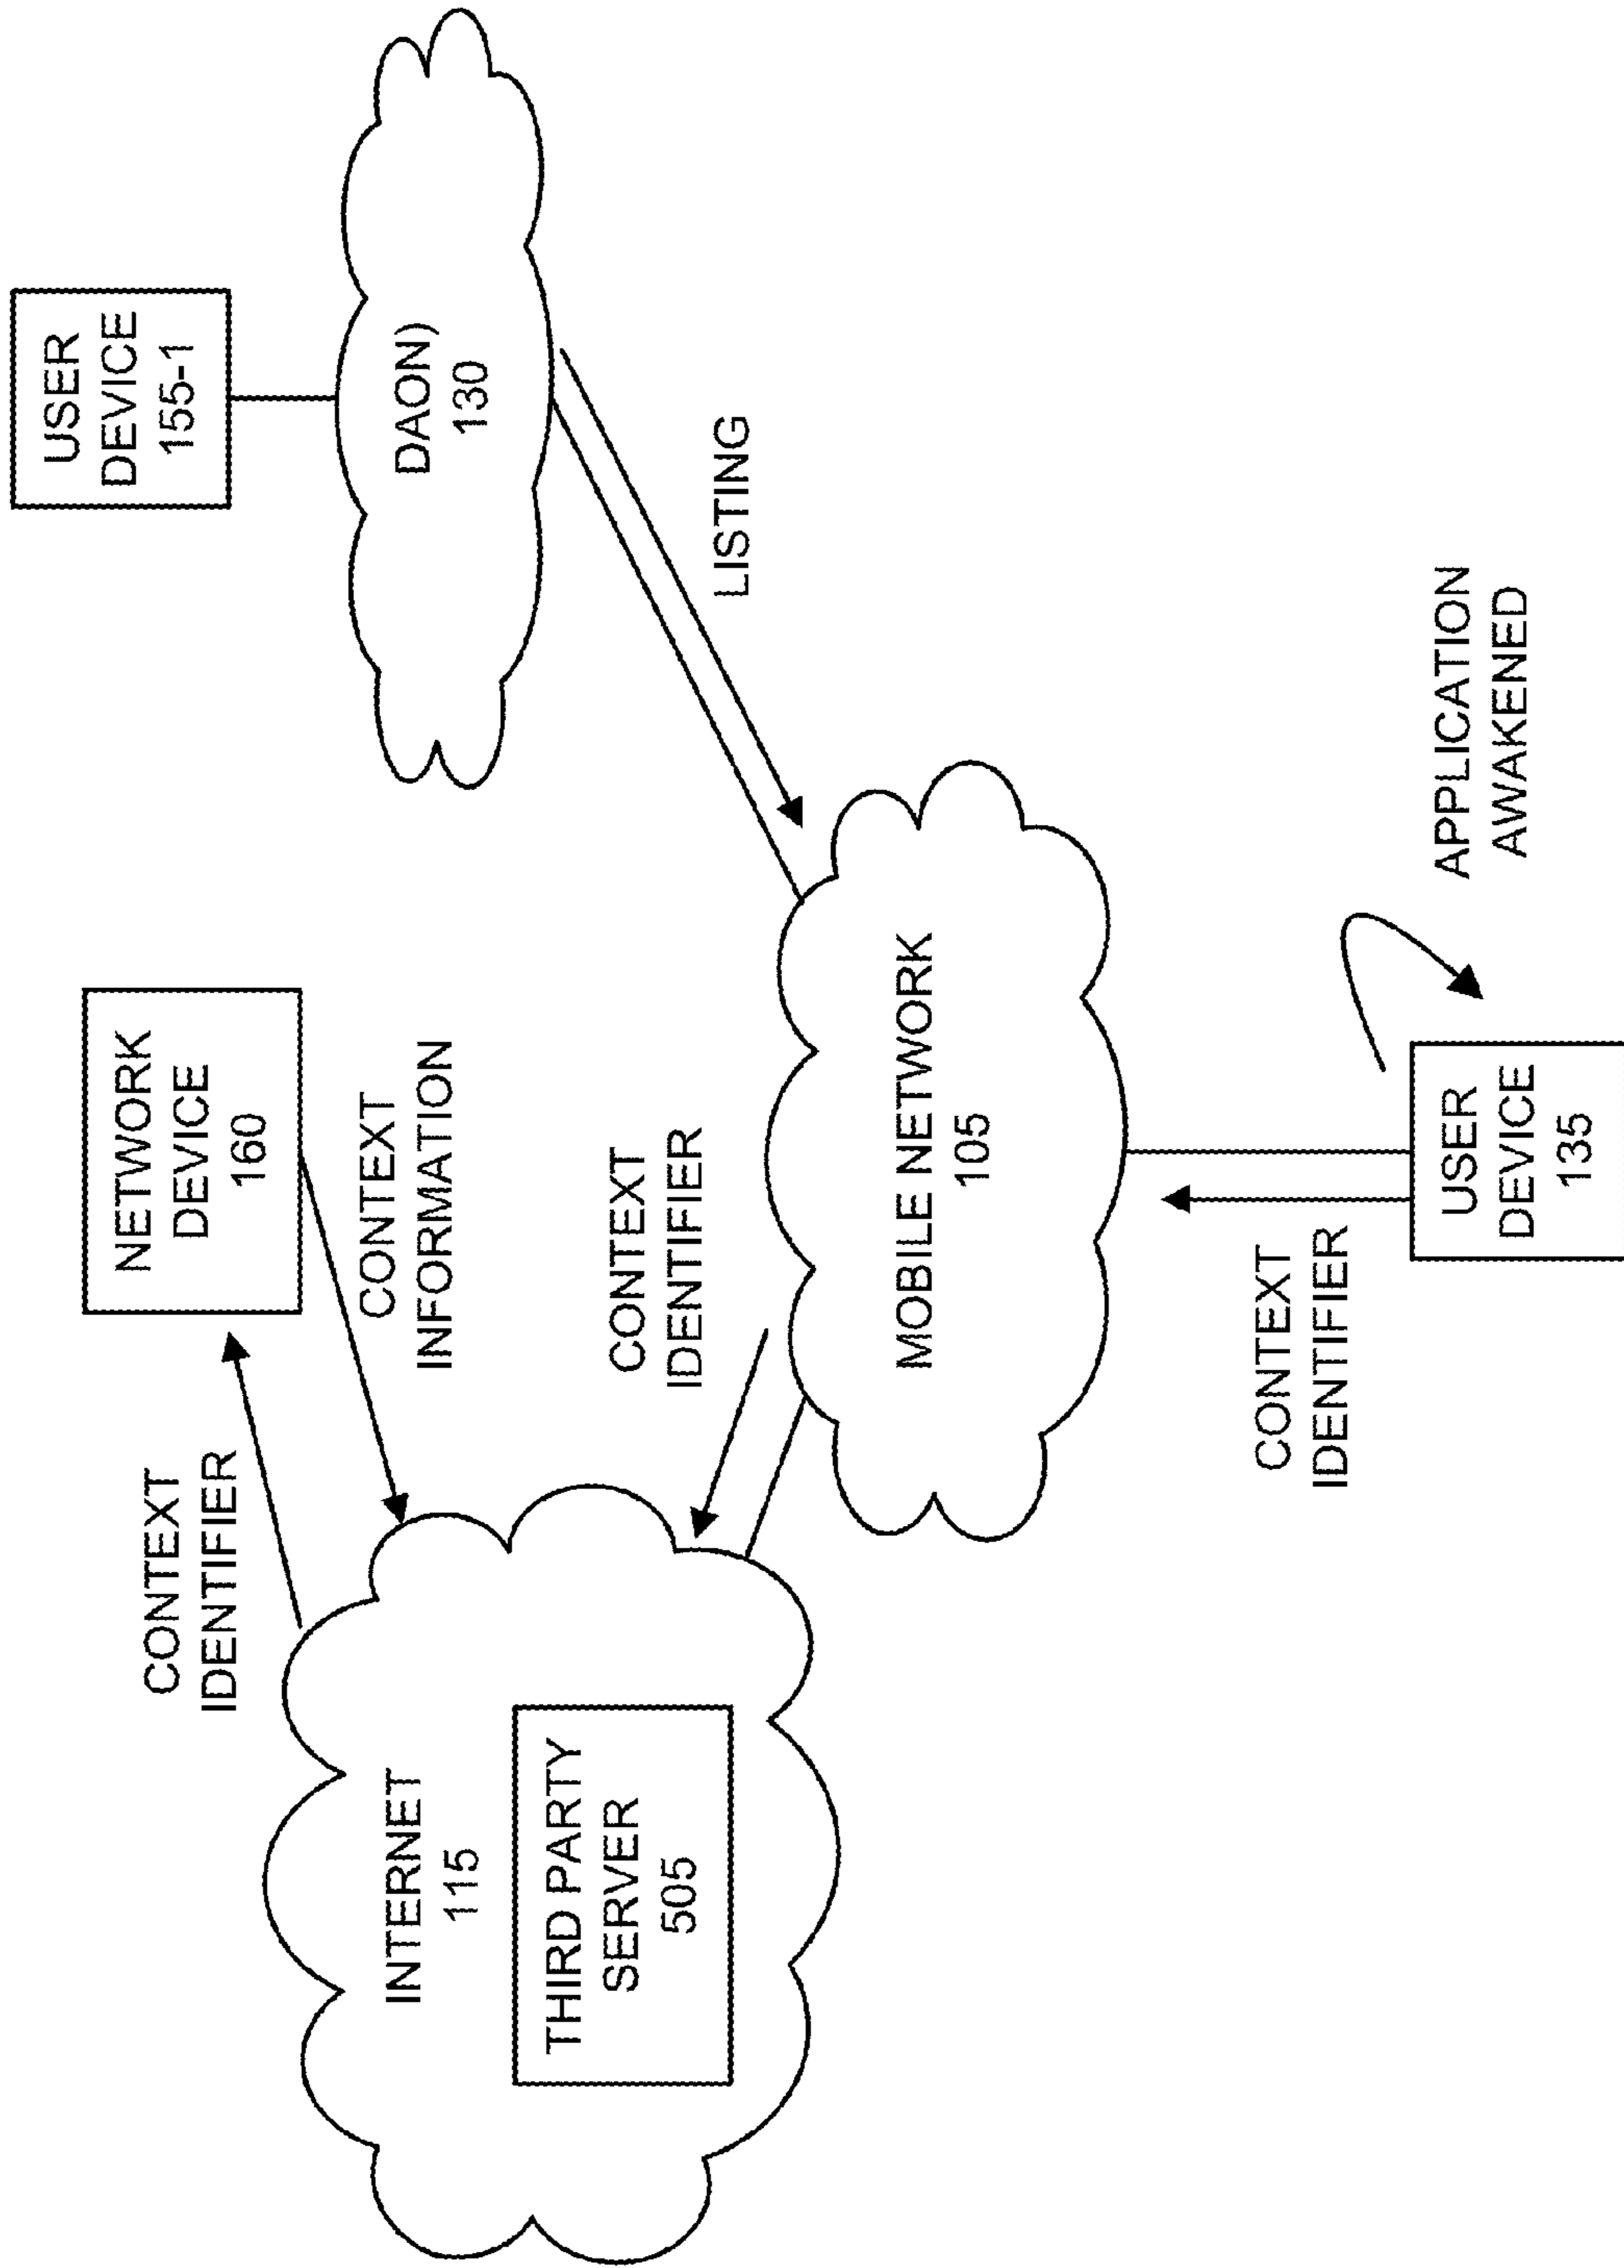 USER
DEVICE
155-1
DAON)
130
LISTING
NETWORK
DEVICE
160
CONTEXT
INFORMATION
CONTEXT
IDENTIFIER
INTERNET
115
THIRD PARTY
SERVER
505
CONTEXT
IDENTIFIER
MOBILE NETWORK
105
APPLICATION
AWAKENED
CONTEXT
IDENTIFIER
USER
DEVICE
135